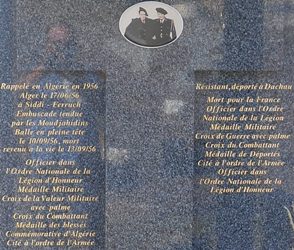 Rappelé en Algérie en 1956
Alger le 17/06/56
à Siddi - Ferruch
Embuscade tendue
par les Moudjahidins
Balle en pleine tête
le 10/09/56, mort
revenu à la vie le 13/09/56
Officier dans
l'Ordre Nationale de la
Légion d'Honneur
Médaille Militaire
Croix de la Valeur Militaire
avec palme
Croix du Combattant
Médaille des blessés
Commémorative d'Algérie
Cité à l'Ordre de l'Armée
Résistant, déporté à Dachau
Mort pour la France
Officier dans l'Ordre
Nationale de la Légion
Médaille Militaire
Croix de Guerre avec palme
Croix du Combattant
Médaille de Déportés
Cité à l'ordre de l'Armée
Officier dans
l'Ordre Nationale de la
Légion d'Honneur